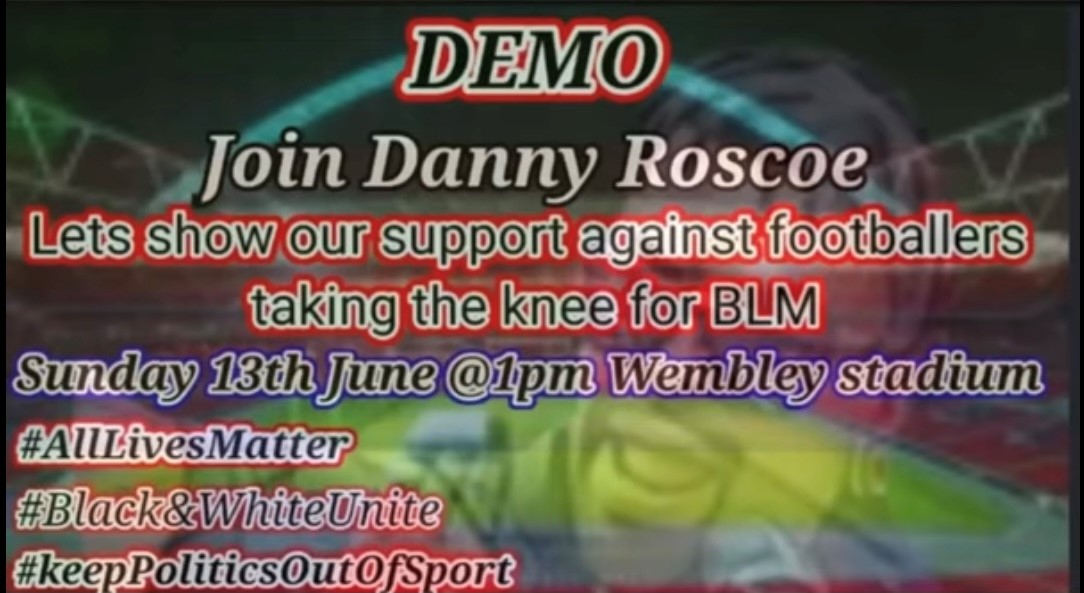 DEMO
Join Danny Roscoe
Lets show our support against footballers
taking the knee for BLM
Sunday 13th June @1pm Wembley stadium
#AllLivesMatter
#Black&WhiteUnite
#keepPoliticsOutOfSport